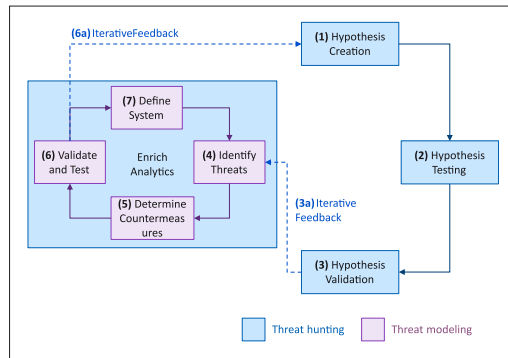 (6a) IterativeFeedback
(1) Hypothesis
Creation
(7) Define
System
(6) Validate
and Test
Enrich
Analytics
(4) Identify
Threats
(2) Hypothesis
Testing
(5) Determine
Countermeas
ures
(3a) Iterative
Feedback
(3) Hypothesis
Validation
Threat hunting
Threat modeling